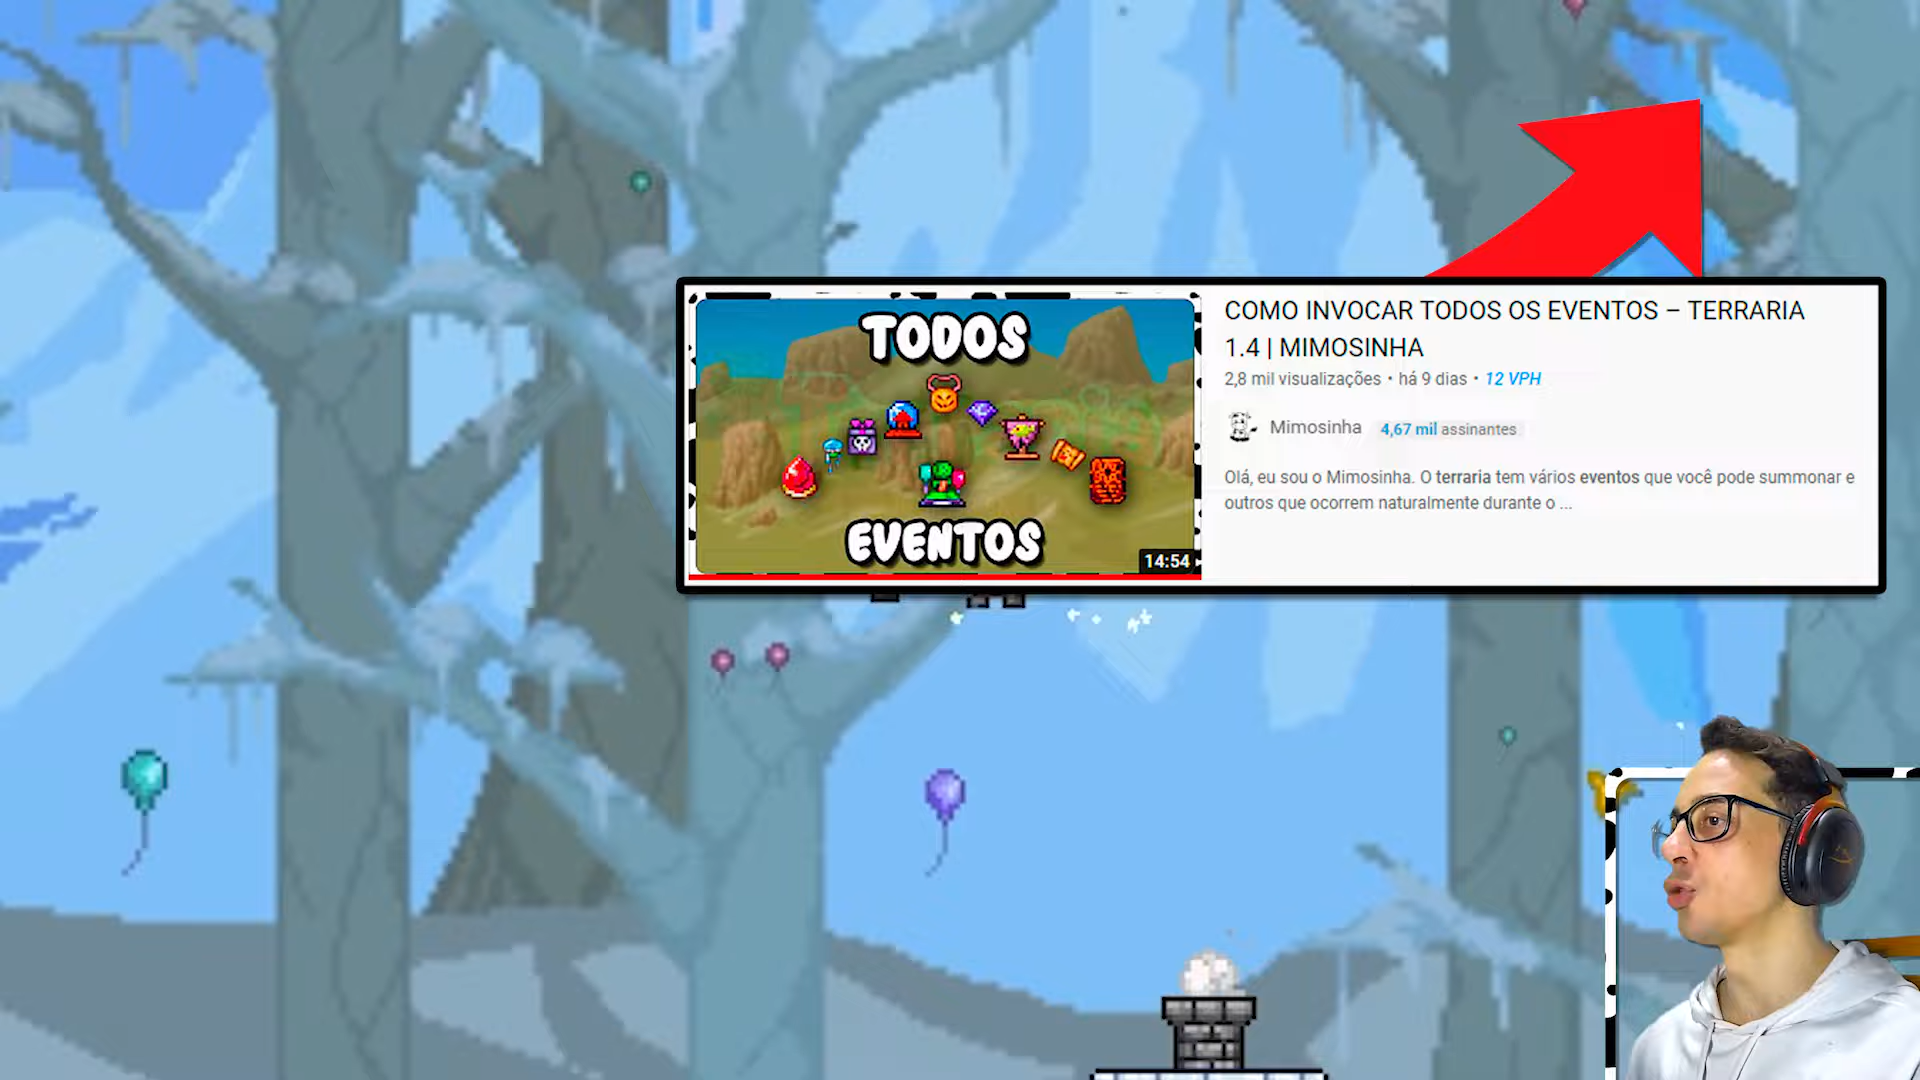 TODOS
EVENTOS
14:54
COMO INVOCAR TODOS OS EVENTOS – TERRARIA
1.4 | MIMOSINHA
2,8 mil visualizações • há 9 dias • 12 VPH
Mimosinha 4,67 mil assinantes
Olá, eu sou o Mimosinha. O terraria tem vários eventos que você pode summonar e
outros que ocorrem naturalmente durante o ...